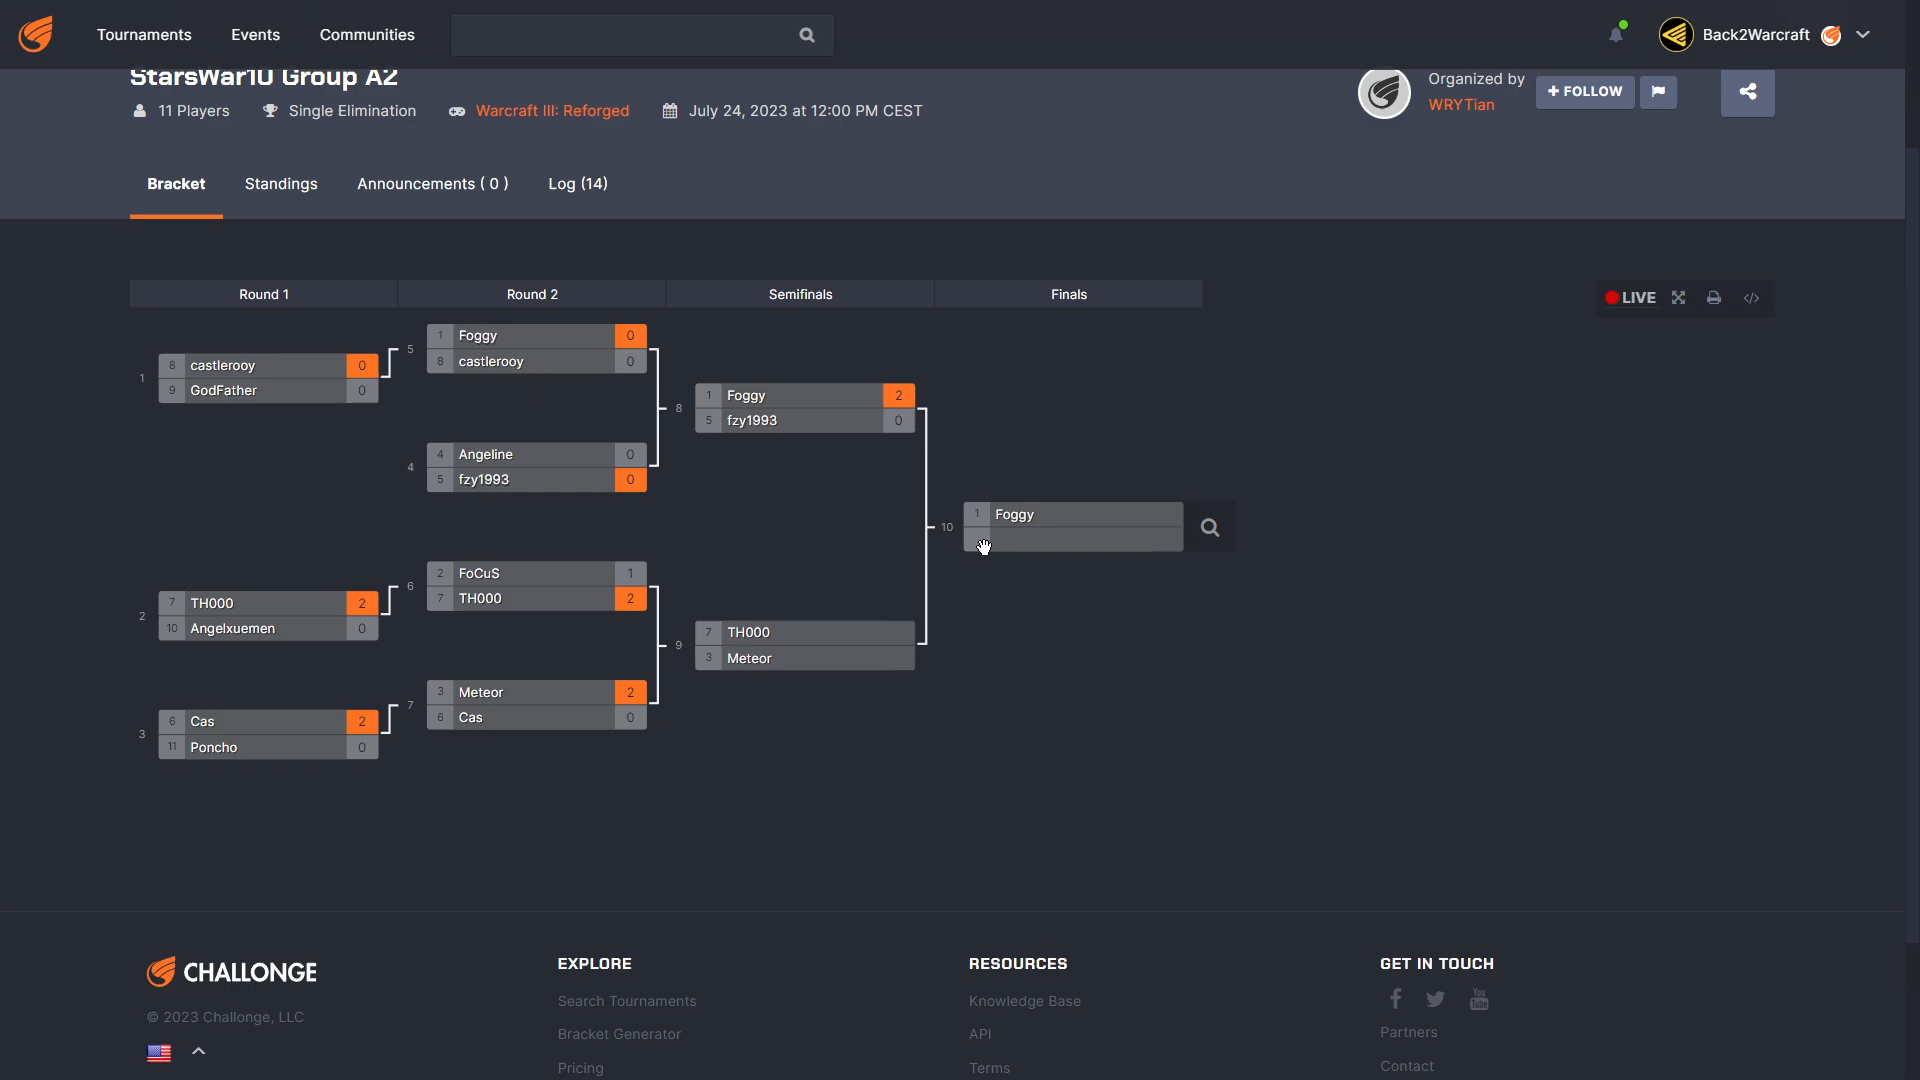 Tournaments Events Communities Back2Warcraft
StarsWar10 Group A2
11 Players Single Elimination Warcraft III: Reforged July 24, 2023 at 12:00 PM CEST
Organized by
WRYTian
+ FOLLOW
Bracket Standings Announcements ( 0 ) Log (14)
Round 1 Round 2 Semifinals Finals
LIVE </>
1
8 castlerooy 0
9 GodFather 0
2
7 TH000 2
10 Angelxuemen 0
3
6 Cas 2
11 Poncho 0
5
1 Foggy 0
8 castlerooy 0
4
4 Angeline 0
5 fzy1993 0
6
2 FoCuS 1
7 TH000 2
7
3 Meteor 2
6 Cas 0
8
1 Foggy 2
5 fzy1993 0
9
7 TH000
3 Meteor
10
1 Foggy
CHALLONGE
© 2023 Challonge, LLC
EXPLORE
Search Tournaments
Bracket Generator
Pricing
RESOURCES
Knowledge Base
API
Terms
GET IN TOUCH
You Tube
Partners
Contact